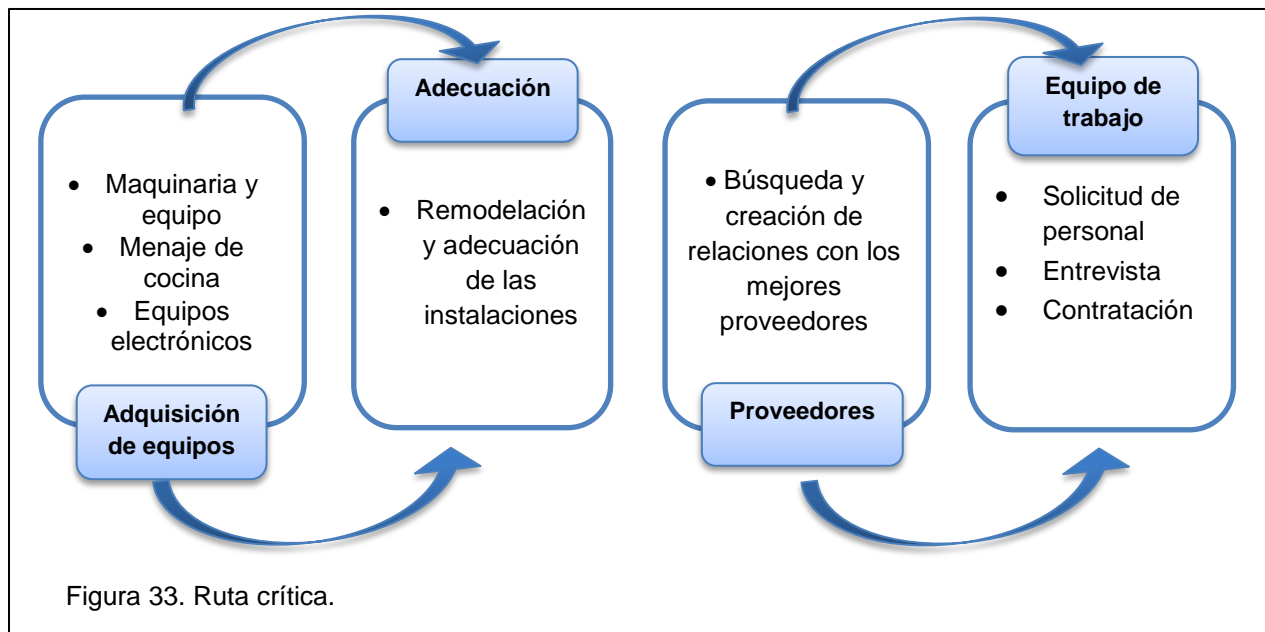 Adquisición
de equipos
• Maquinaria y
equipo
• Menaje de
cocina
• Equipos
electrónicos
Adecuación
• Remodelación
y adecuación
de las
instalaciones
Proveedores
• Búsqueda y
creación de
relaciones con los
mejores
proveedores
Equipo de
trabajo
• Solicitud de
personal
• Entrevista
• Contratación
Figura 33. Ruta crítica.